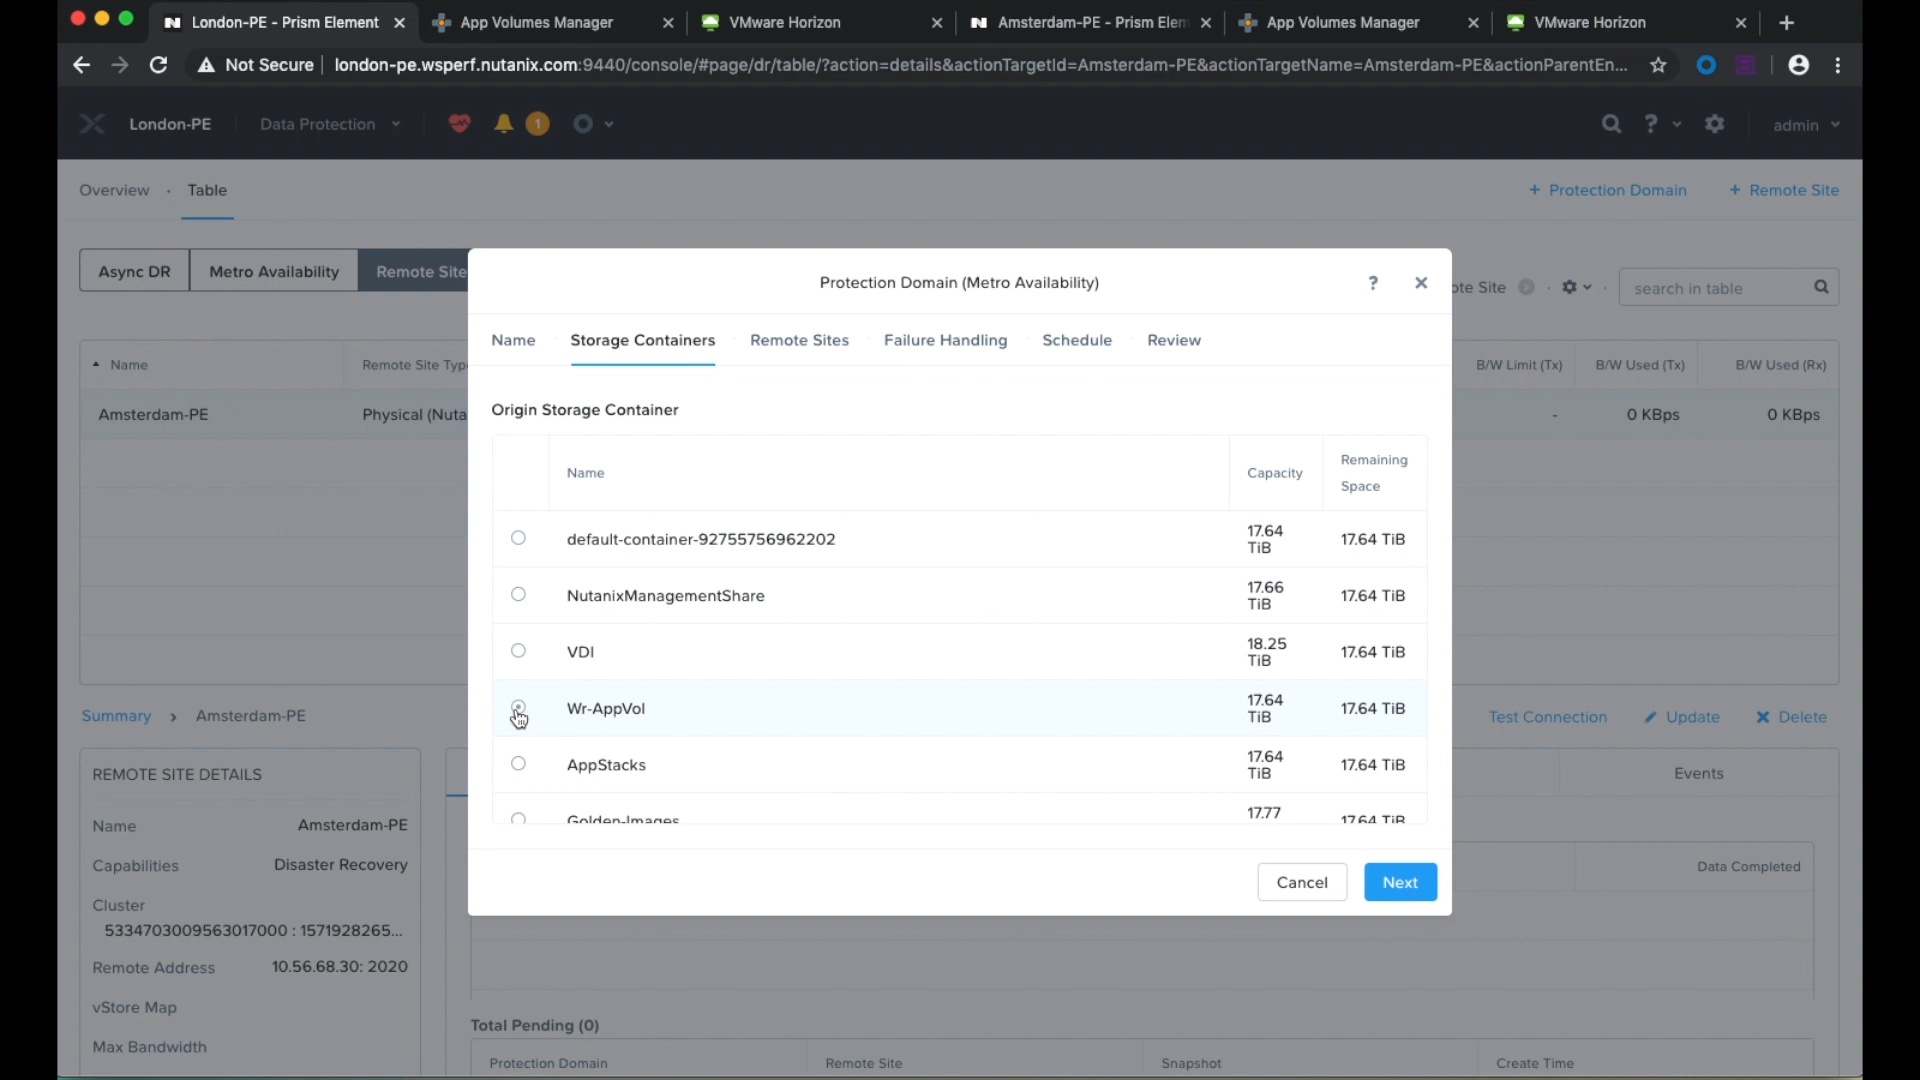 London-PE - Prism Element
App Volumes Manager
VMware Horizon
Amsterdam-PE - Prism Elem
App Volumes Manager
VMware Horizon
Not Secure
london-pe.wsperf.nutanix.com:9440/console/#page/dr/table/?action=details&actionTargetId=Amsterdam-PE&actionTargetName=Amsterdam-PE&actionParentEn...
London-PE
Data Protection
1
?
admin
Overview · Table
+ Protection Domain
+ Remote Site
Async DR
Metro Availability
Remote Site
Protection Domain (Metro Availability)
?
ote Site
search in table
Name
Storage Containers
Remote Sites
Failure Handling
Schedule
Review
Name
Remote Site Typ
B/W Limit (Tx)
B/W Used (Tx)
B/W Used (Rx)
Amsterdam-PE
Physical (Nuta
-
0 KBps
0 KBps
Origin Storage Container
Name
Capacity
Remaining
Space
default-container-92755756962202
17.64
TiB
17.64 TiB
NutanixManagementShare
17.66
TiB
17.64 TiB
VDI
18.25
TiB
17.64 TiB
Wr-AppVol
17.64
TiB
17.64 TiB
AppStacks
17.64
TiB
17.64 TiB
Golden-Images
17.77
17.64 TiB
Cancel
Next
Summary
Amsterdam-PE
Test Connection
Update
Delete
REMOTE SITE DETAILS
Events
Name
Amsterdam-PE
Capabilities
Disaster Recovery
Data Completed
Cluster
5334703009563017000 : 1571928265...
Remote Address
10.56.68.30: 2020
vStore Map
Max Bandwidth
Total Pending (0)
Protection Domain
Remote Site
Snapshot
Create Time